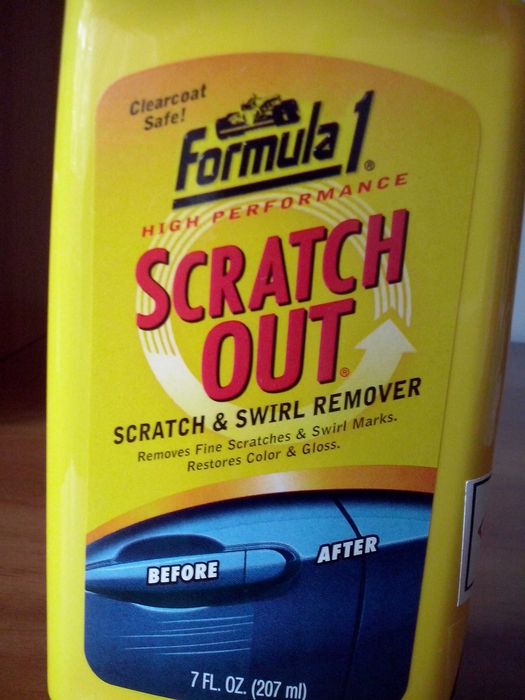 Clearcoat
Safe!
Formula 1®
HIGH PERFORMANCE
SCRATCH
OUT®
SCRATCH & SWIRL REMOVER
Removes Fine Scratches & Swirl Marks.
Restores Color & Gloss.
BEFORE
AFTER
7 FL. OZ. (207 ml)